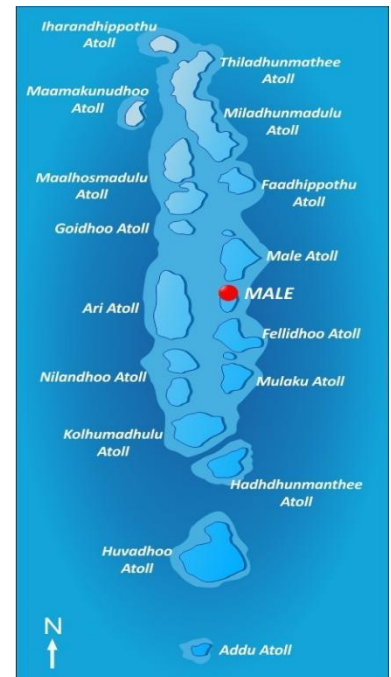 Iharandhippothu
Atoll
Thiladhunmathee
Atoll
Maamakunudhoo
Atoll
Miladhunmadulu
Atoll
Maalhosmadulu
Atoll
Faadhippothu
Atoll
Goidhoo Atoll
Male Atoll
MALE
Ari Atoll
Fellidhoo Atoll
Nilandhoo Atoll
Mulaku Atoll
Kolhumadhulu
Atoll
Hadhdhunmanthee
Atoll
Huvadhoo
Atoll
N
Addu Atoll